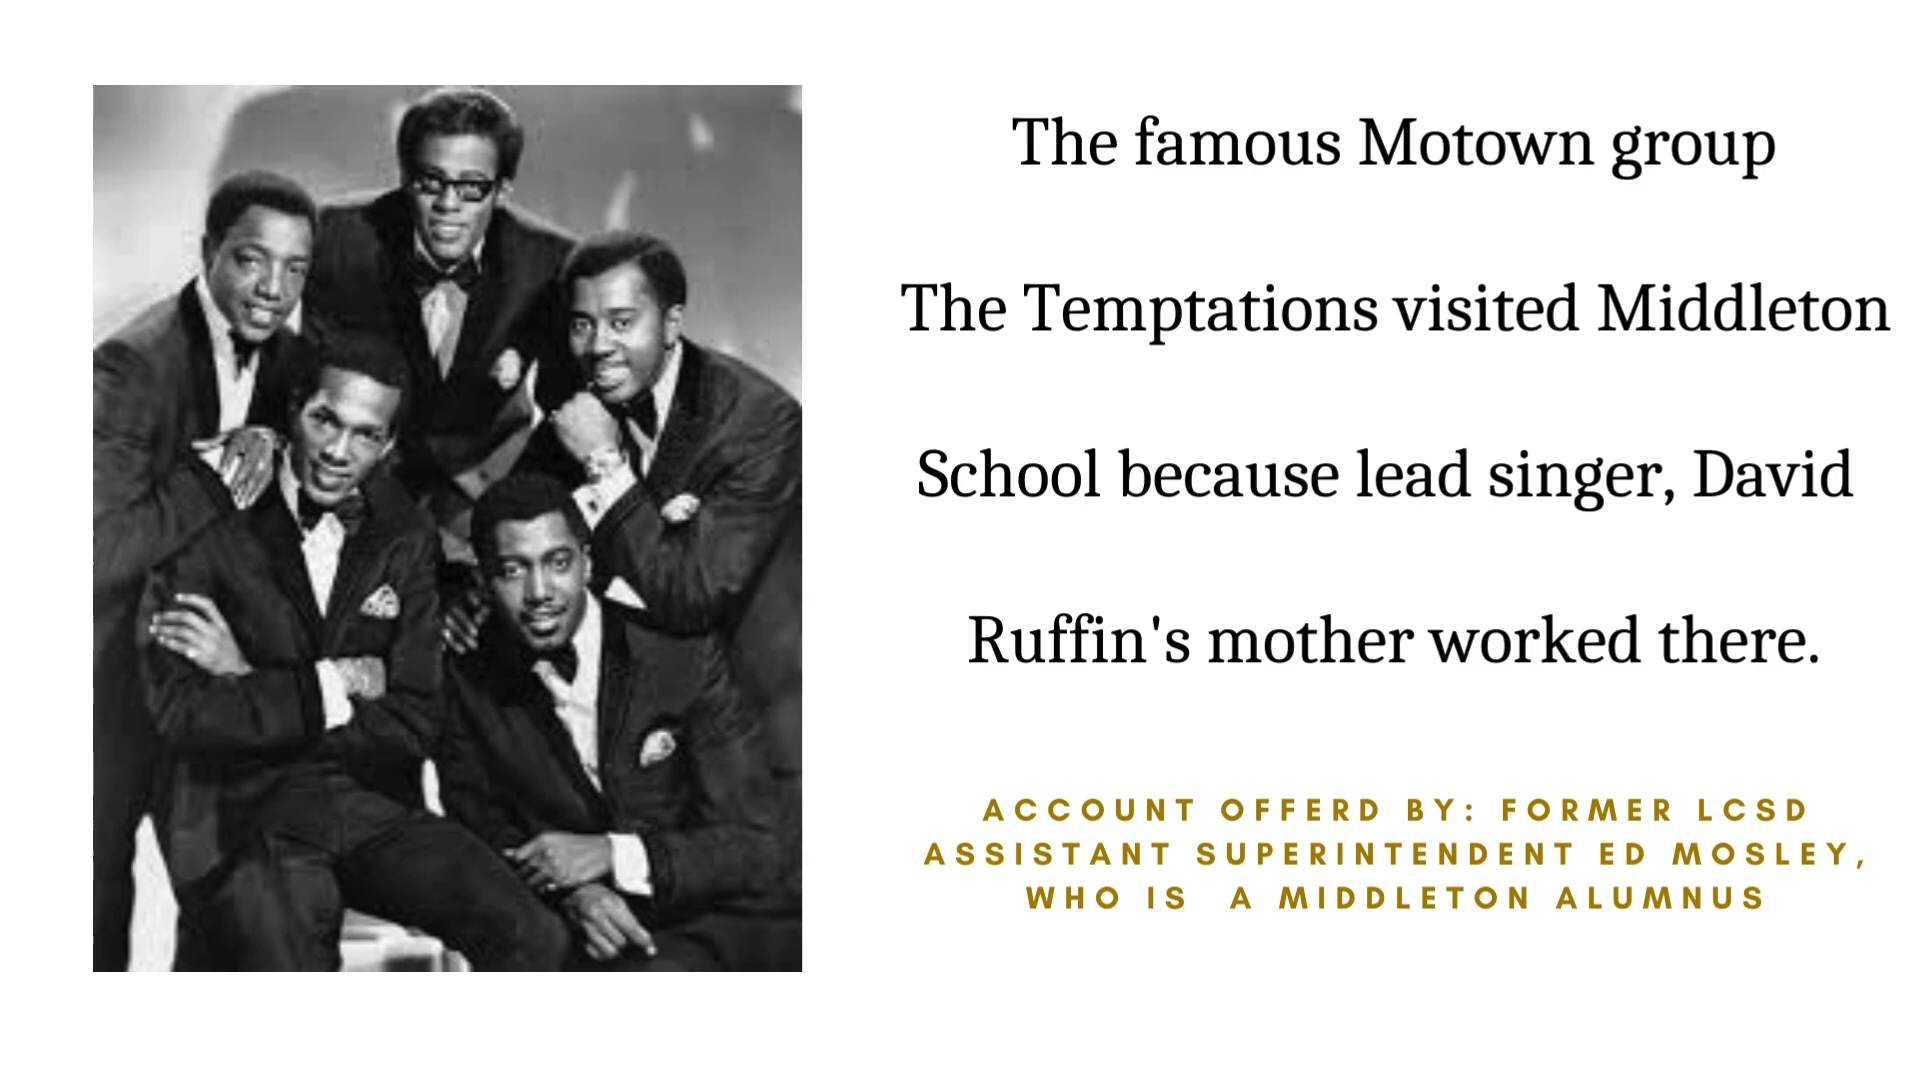 The famous Motown group
The Temptations visited Middleton
School because lead singer, David
Ruffin's mother worked there.
ACCOUNT OFFERD BY: FORMER LCSD
ASSISTANT SUPERINTENDENT ED MOSLEY,
WHO IS A MIDDLETON ALUMNUS